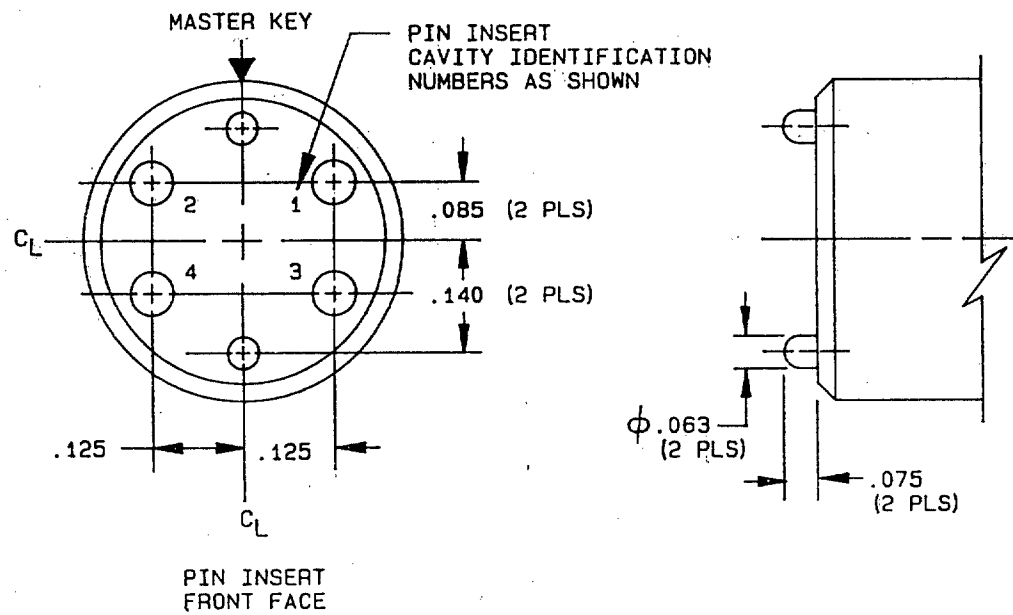 MASTER KEY
PIN INSERT
CAVITY IDENTIFICATION
NUMBERS AS SHOWN
2
1
.085 (2 PLS)
CL
4
3
.140 (2 PLS)
.125
.125
CL
ϕ.063
(2 PLS)
.075
(2 PLS)
PIN INSERT
FRONT FACE